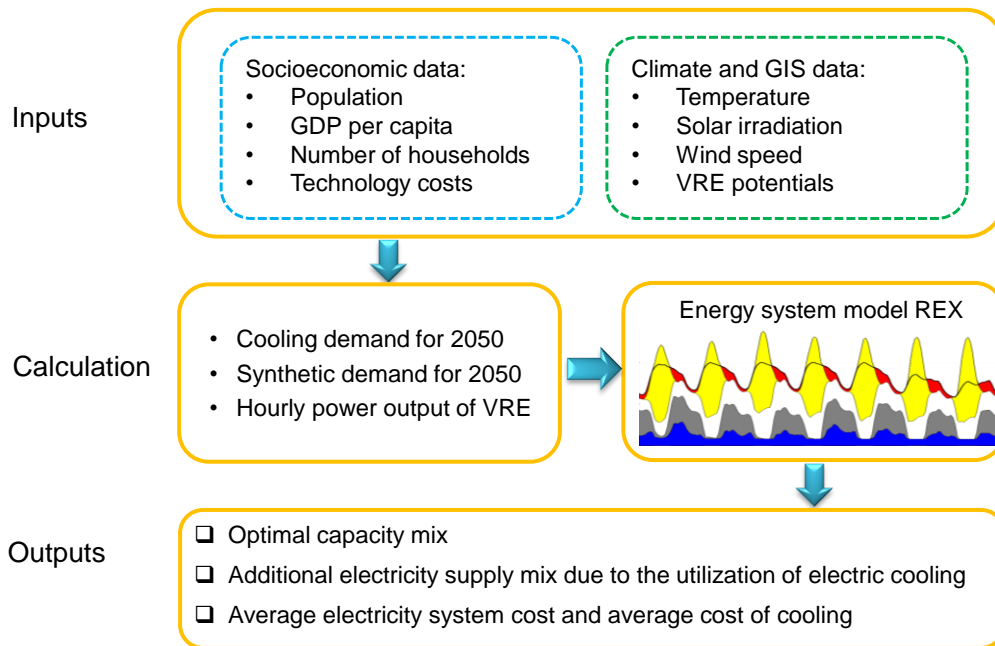 Inputs
Socioeconomic data:
• Population
• GDP per capita
• Number of households
• Technology costs
Climate and GIS data:
• Temperature
• Solar irradiation
• Wind speed
• VRE potentials
Calculation
• Cooling demand for 2050
• Synthetic demand for 2050
• Hourly power output of VRE
Energy system model REX
Outputs
❑ Optimal capacity mix
❑ Additional electricity supply mix due to the utilization of electric cooling
❑ Average electricity system cost and average cost of cooling